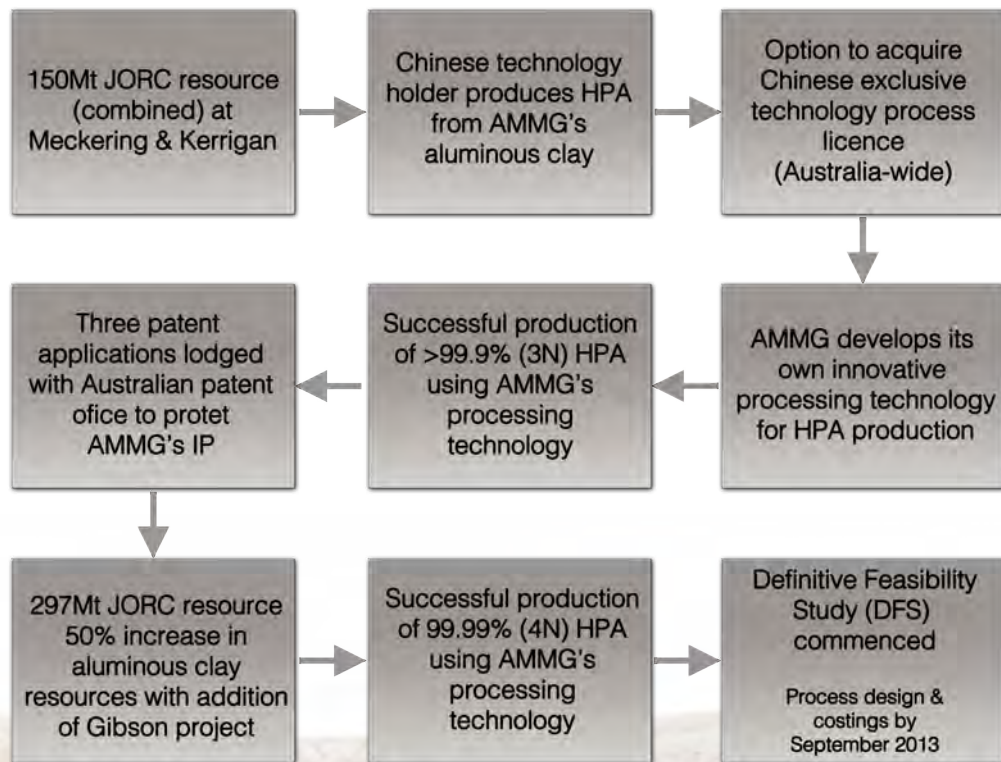 150Mt JORC resource
(combined) at
Meckering & Kerrigan
Chinese technology
holder produces HPA
from AMMG's
aluminous clay
Option to acquire
Chinese exclusive
technology process
licence
(Australia-wide)
AMMG develops its
own innovative
processing technology
for HPA production
Successful production
of >99.9% (3N) HPA
using AMMG's
processing
technology
Three patent
applications lodged
with Australian patent
ofice to protet
AMMG's IP
297Mt JORC resource
50% increase in
aluminous clay
resources with addition
of Gibson project
Successful production
of 99.99% (4N) HPA
using AMMG's
processing
technology
Definitive Feasibility
Study (DFS)
commenced
Process design &
costings by
September 2013